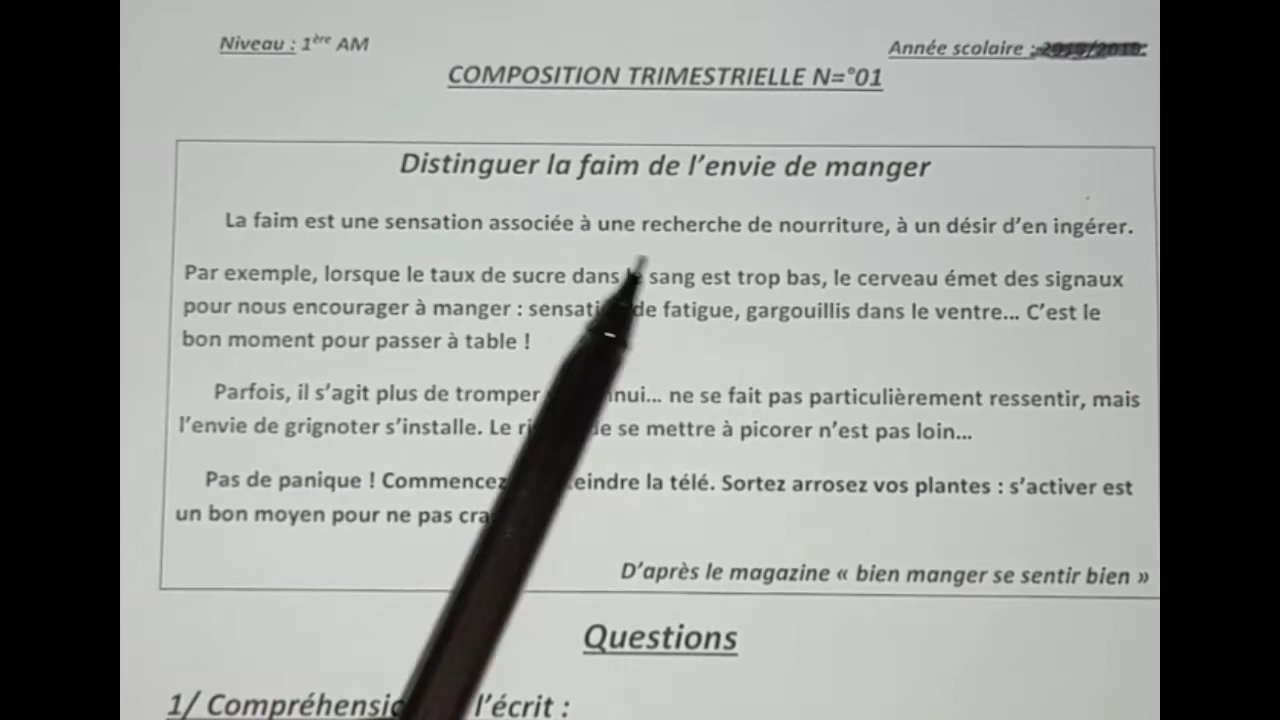 Niveau : 1ère AM
Année scolaire :
COMPOSITION TRIMESTRIELLE N=°01
Distinguer la faim de l'envie de manger
La faim est une sensation associée à une recherche de nourriture, à un désir d'en ingérer.
Par exemple, lorsque le taux de sucre dans le sang est trop bas, le cerveau émet des signaux
pour nous encourager à manger : de fatigue, gargouillis dans le ventre... C'est le
bon moment pour passer à table !
Parfois, il s'agit plus de tromper ... ne se fait pas particulièrement ressentir, mais
l'envie de grignoter s'installe. Le de se mettre à picorer n'est pas loin...
Pas de panique ! Commencez la télé. Sortez arrosez vos plantes : s'activer est
un bon moyen pour ne pas
D'après le magazine « bien manger se sentir bien »
Questions
1/ Compréhension l'écrit :